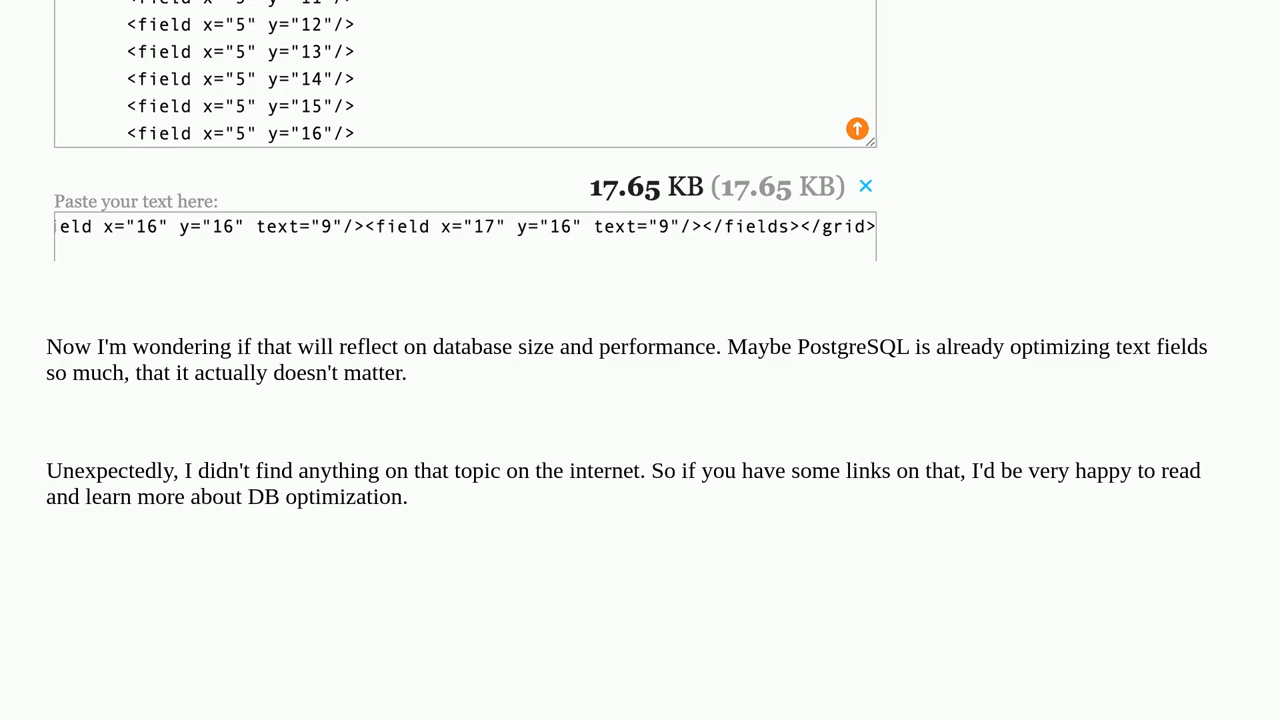 <field x="5" y="11"/>
<field x="5" y="12"/>
<field x="5" y="13"/>
<field x="5" y="14"/>
<field x="5" y="15"/>
<field x="5" y="16"/>
17.65 KB (17.65 KB) ×
Paste your text here:
eld x="16" y="16" text="9"/><field x="17" y="16" text="9"/></fields></grid>
Now I'm wondering if that will reflect on database size and performance. Maybe PostgreSQL is already optimizing text fields
so much, that it actually doesn't matter.
Unexpectedly, I didn't find anything on that topic on the internet. So if you have some links on that, I'd be very happy to read
and learn more about DB optimization.